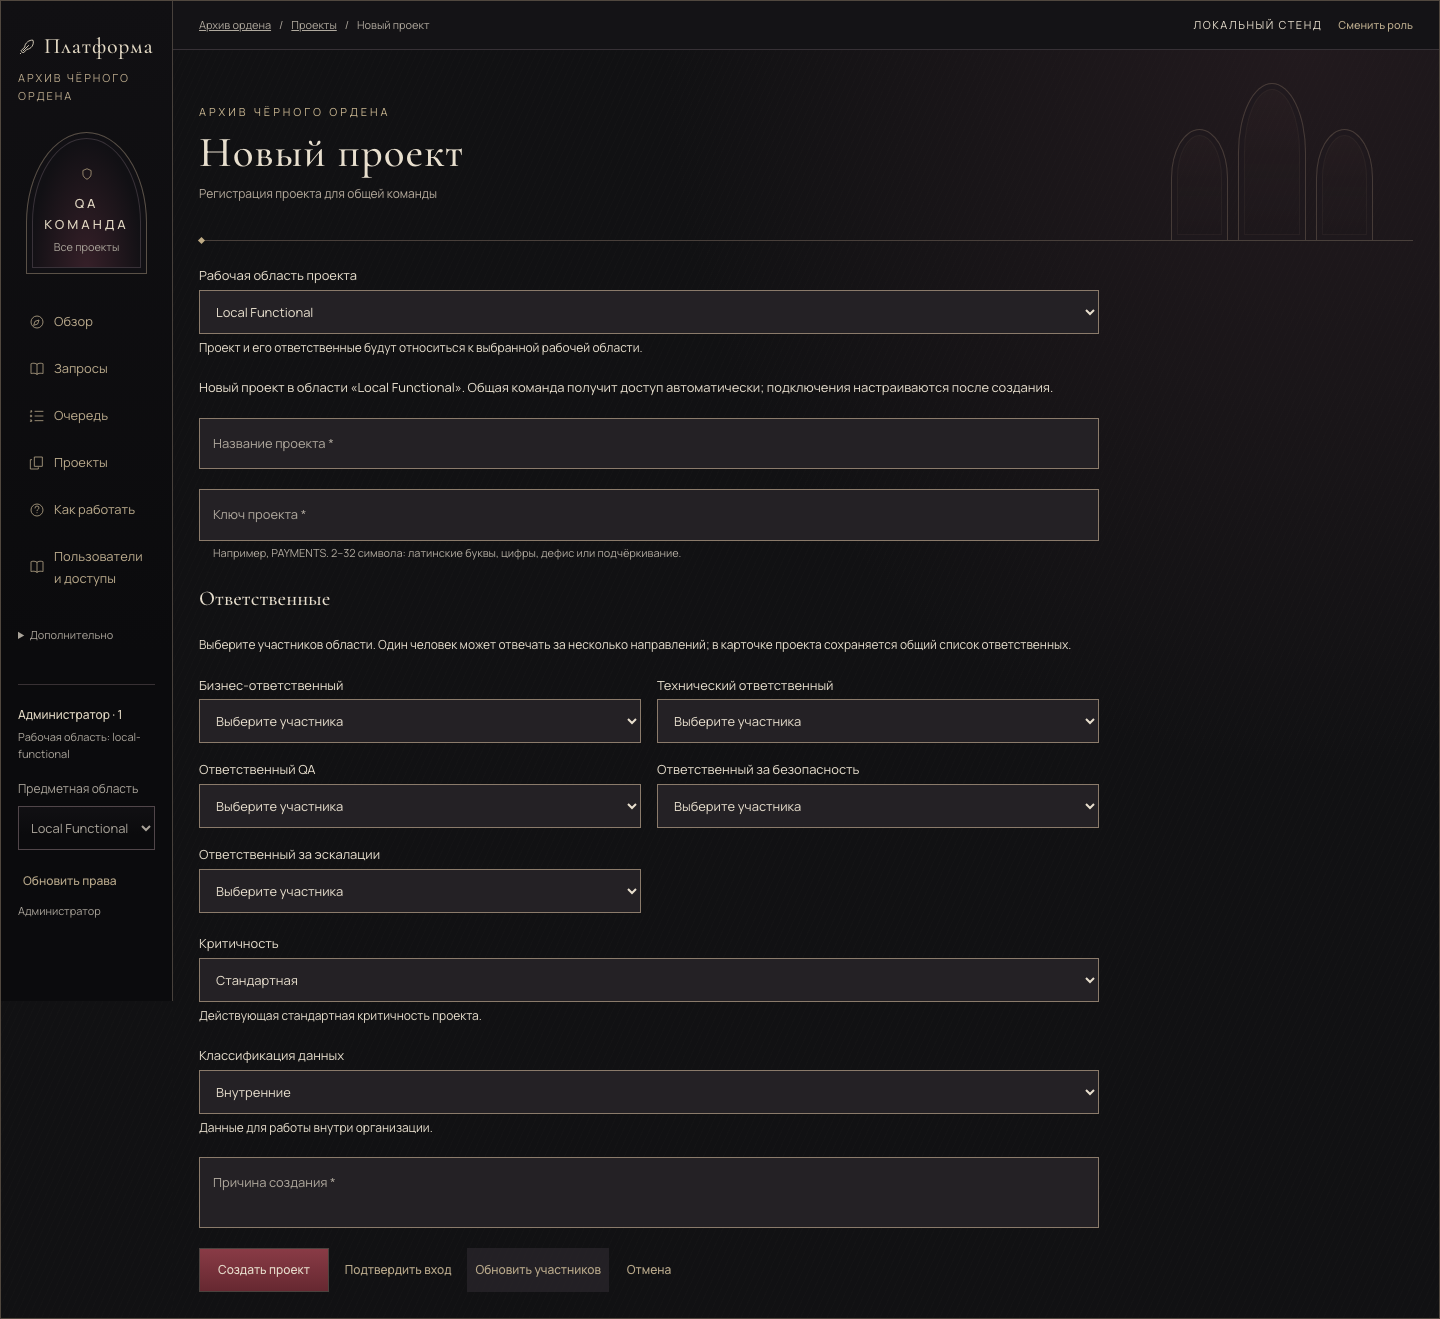 Платформа
АРХИВ ЧЁРНОГО
ОРДЕНА
QA
КОМАНДА
Все проекты
Обзор
Запросы
Очередь
Проекты
Как работать
Пользователи
и доступы
Дополнительно
Администратор · 1
Рабочая область: local-
functional
Предметная область
Local Functional
Обновить права
Администратор
Архив ордена / Проекты / Новый проект
ЛОКАЛЬНЫЙ СТЕНД Сменить роль
АРХИВ ЧЁРНОГО ОРДЕНА
Новый проект
Регистрация проекта для общей команды
Рабочая область проекта
Local Functional
Проект и его ответственные будут относиться к выбранной рабочей области.
Новый проект в области «Local Functional». Общая команда получит доступ автоматически; подключения настраиваются после создания.
Название проекта *
Ключ проекта *
Например, PAYMENTS. 2–32 символа: латинские буквы, цифры, дефис или подчёркивание.
Ответственные
Выберите участников области. Один человек может отвечать за несколько направлений; в карточке проекта сохраняется общий список ответственных.
Бизнес-ответственный Технический ответственный
Выберите участника Выберите участника
Ответственный QA Ответственный за безопасность
Выберите участника Выберите участника
Ответственный за эскалации
Выберите участника
Критичность
Стандартная
Действующая стандартная критичность проекта.
Классификация данных
Внутренние
Данные для работы внутри организации.
Причина создания *
Создать проект Подтвердить вход Обновить участников Отмена